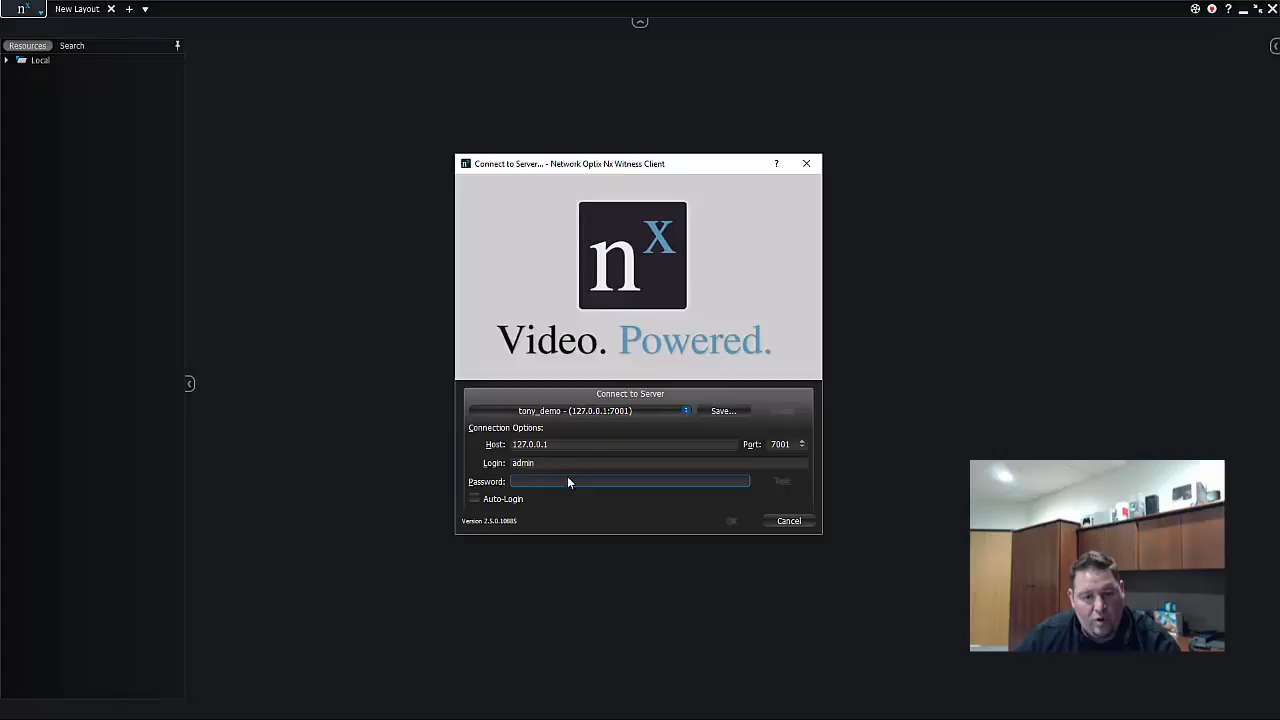 nx New Layout
Resources Search
Local
Connect to Server... - Network Optix Nx Witness Client
nx
Video. Powered.
Connect to Server
tony_demo - (127.0.0.1:7001) Save...
Connection Options:
Host: 127.0.0.1 Port: 7001
Login: admin
Password:
Auto-Login
Version 2.5.0.10885
OK Cancel